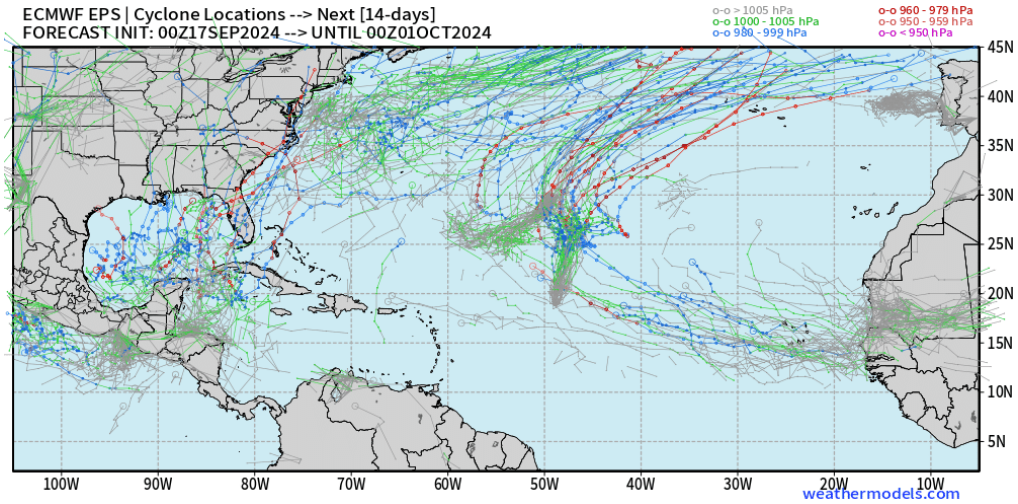 ECMWF EPS | Cyclone Locations --> Next [14-days]
FORECAST INIT: 00Z17SEP2024 --> UNTIL 00Z01OCT2024
o-o > 1005 hPa
o-o 1000 - 1005 hPa
o-o 980 - 999 hPa
o-o 960 - 979 hPa
o-o 950 - 959 hPa
o-o < 950 hPa
45N
40N
35N
30N
25N
20N
15N
10N
5N
100W 90W 80W 70W 60W 50W 40W 30W 20W 10W
weathermodels.com